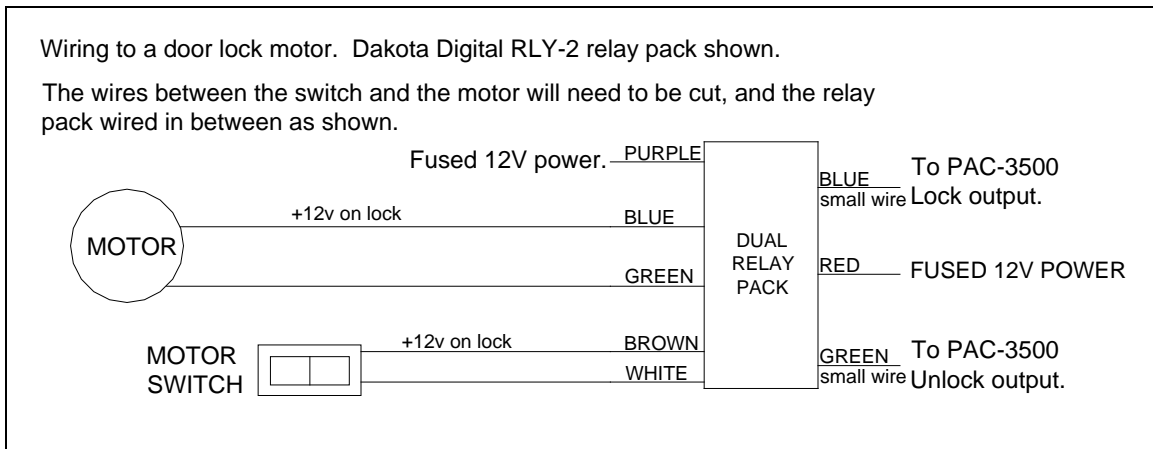 Wiring to a door lock motor.  Dakota Digital RLY-2 relay pack shown.
The wires between the switch and the motor will need to be cut, and the relay
pack wired in between as shown.
Fused 12V power.
PURPLE
BLUE
small wire
To PAC-3500
Lock output.
MOTOR
+12v on lock
BLUE
GREEN
DUAL
RELAY
PACK
RED
FUSED 12V POWER
MOTOR
SWITCH
+12v on lock
BROWN
WHITE
GREEN
small wire
To PAC-3500
Unlock output.